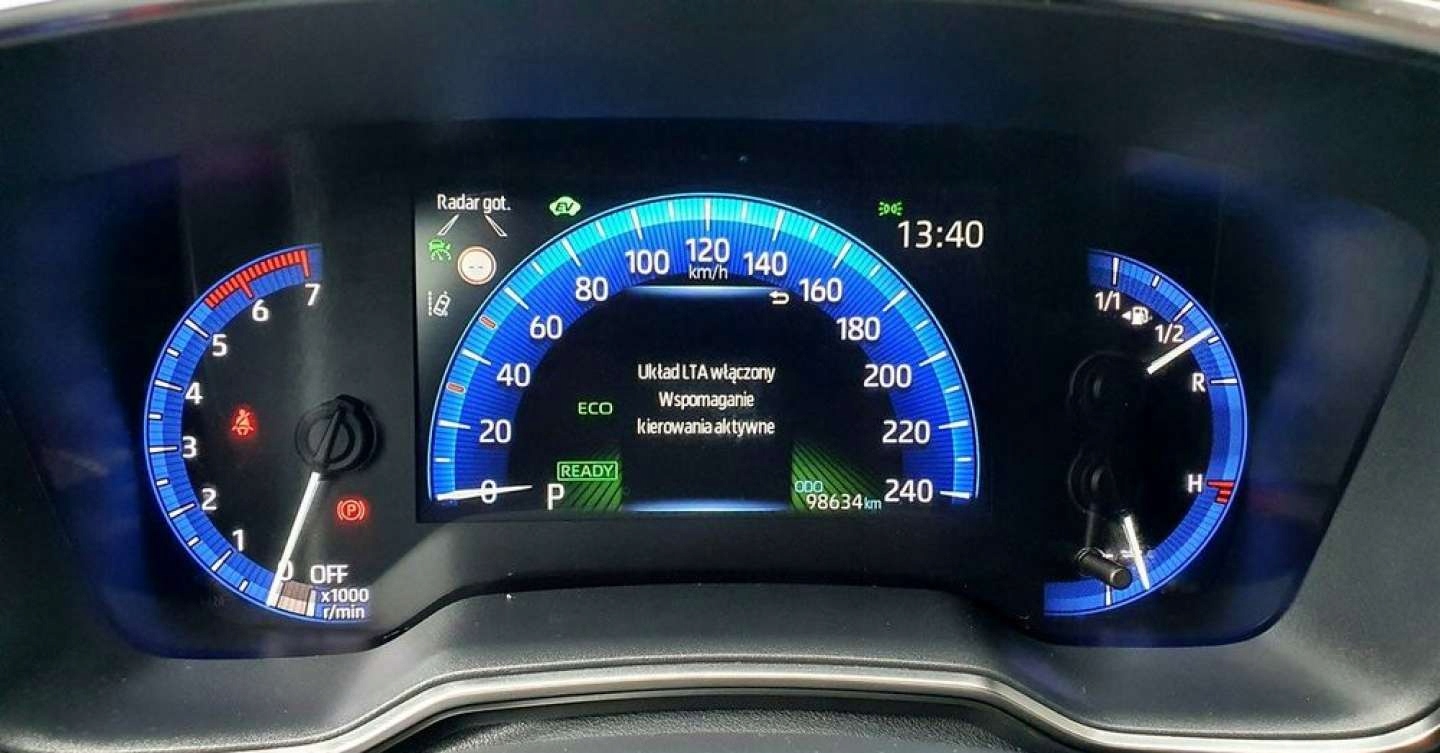 Radar got.
EV
13:40
--
0
20
40
60
80
100
120
140
160
180
200
220
240
km/h
7
6
5
4
3
2
1
0
OFF
x1000
r/min
P
Układ LTA włączony
Wspomaganie
kierowania aktywne
ECO
READY
P
ODO
98634 km
1/1
1/2
R
H